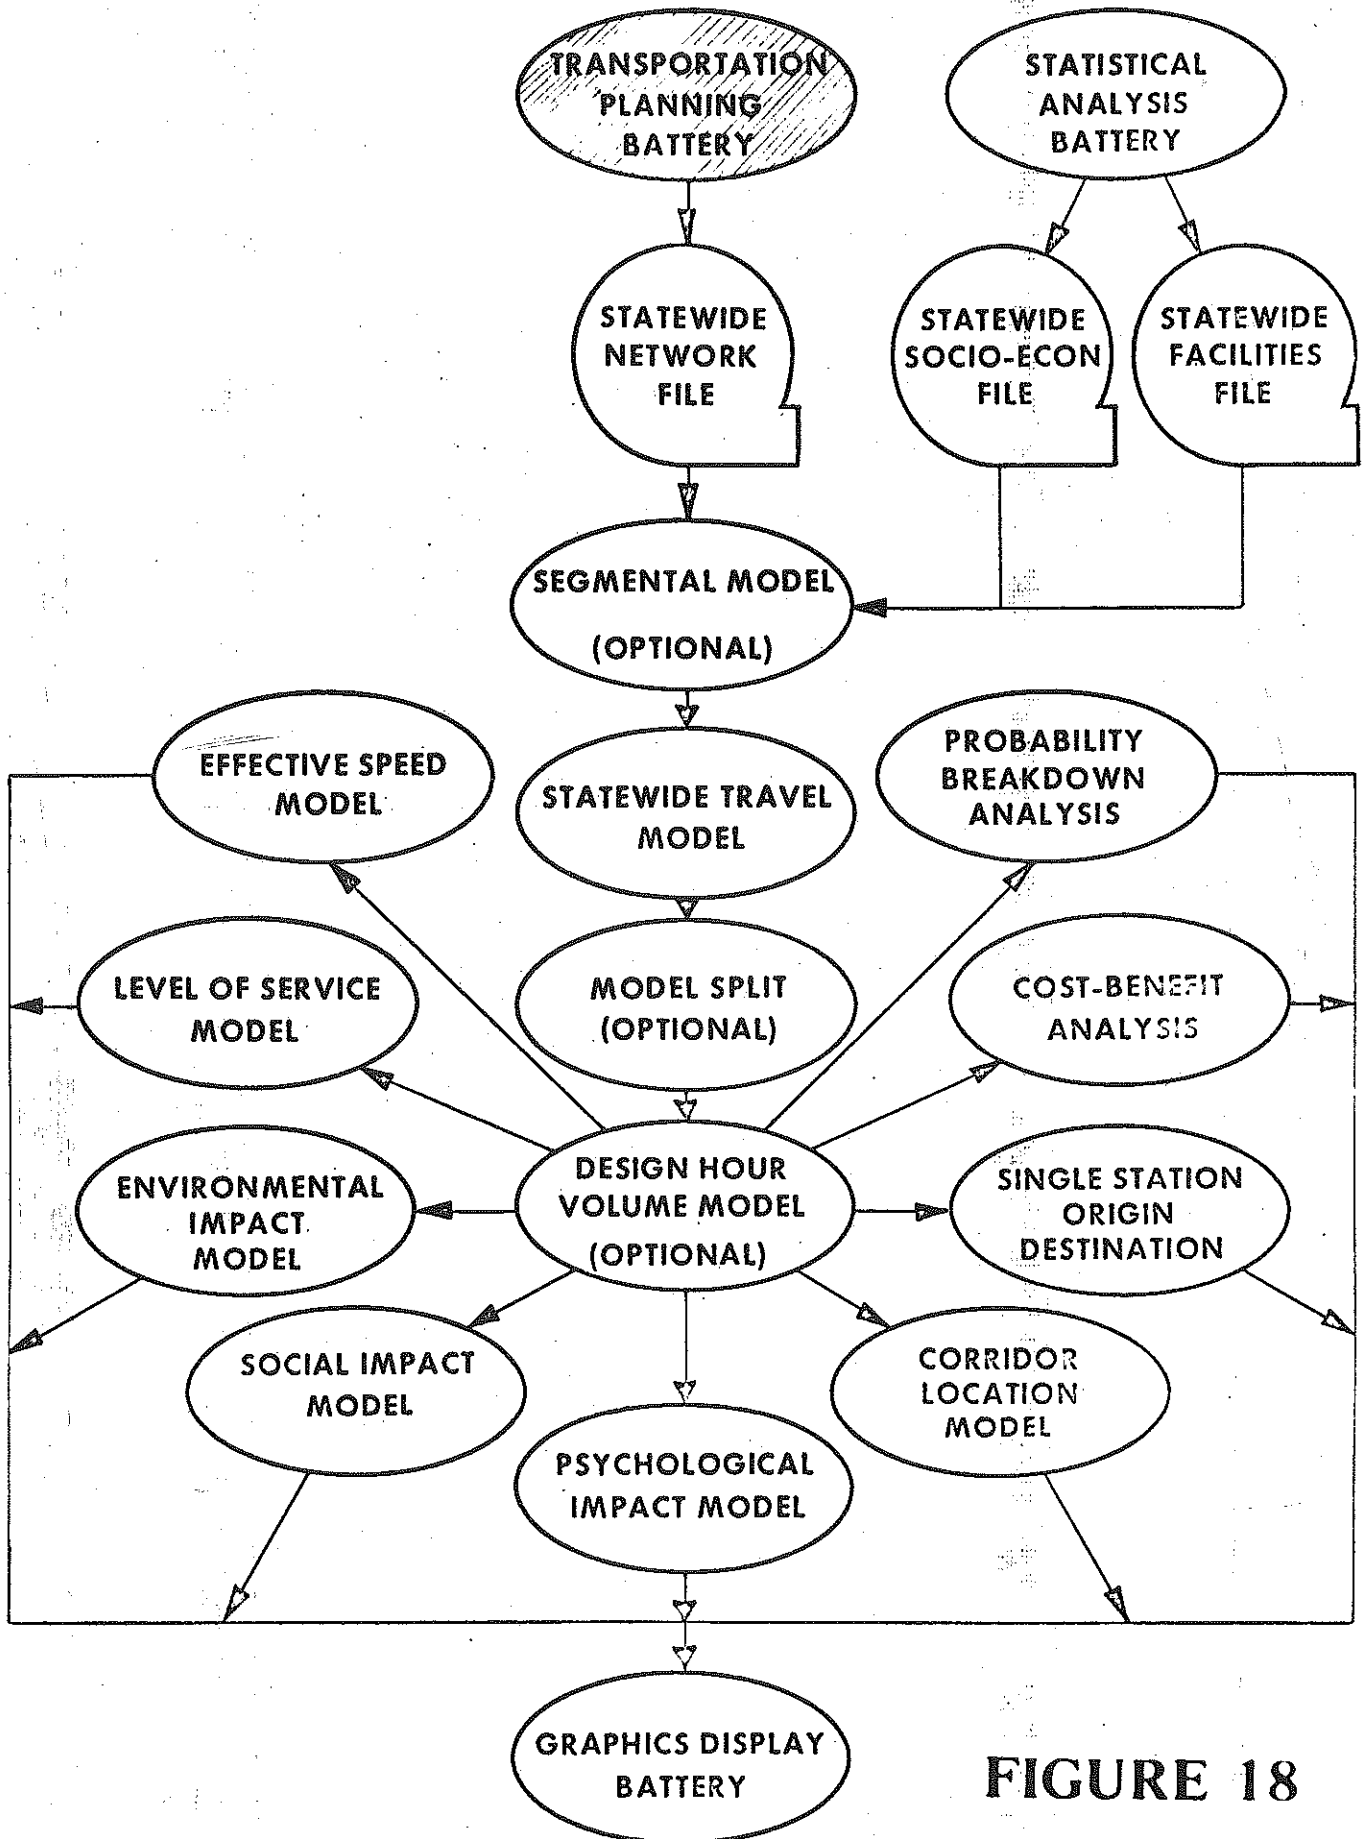 TRANSPORTATION
PLANNING
BATTERY
STATISTICAL
ANALYSIS
BATTERY
STATEWIDE
NETWORK
FILE
STATEWIDE
SOCIO-ECON
FILE
STATEWIDE
FACILITIES
FILE
SEGMENTAL MODEL
(OPTIONAL)
EFFECTIVE SPEED
MODEL
STATEWIDE TRAVEL
MODEL
PROBABILITY
BREAKDOWN
ANALYSIS
LEVEL OF SERVICE
MODEL
MODEL SPLIT
(OPTIONAL)
COST-BENEFIT
ANALYSIS
ENVIRONMENTAL
IMPACT
MODEL
DESIGN HOUR
VOLUME MODEL
(OPTIONAL)
SINGLE STATION
ORIGIN
DESTINATION
SOCIAL IMPACT
MODEL
PSYCHOLOGICAL
IMPACT MODEL
CORRIDOR
LOCATION
MODEL
GRAPHICS DISPLAY
BATTERY
FIGURE 18